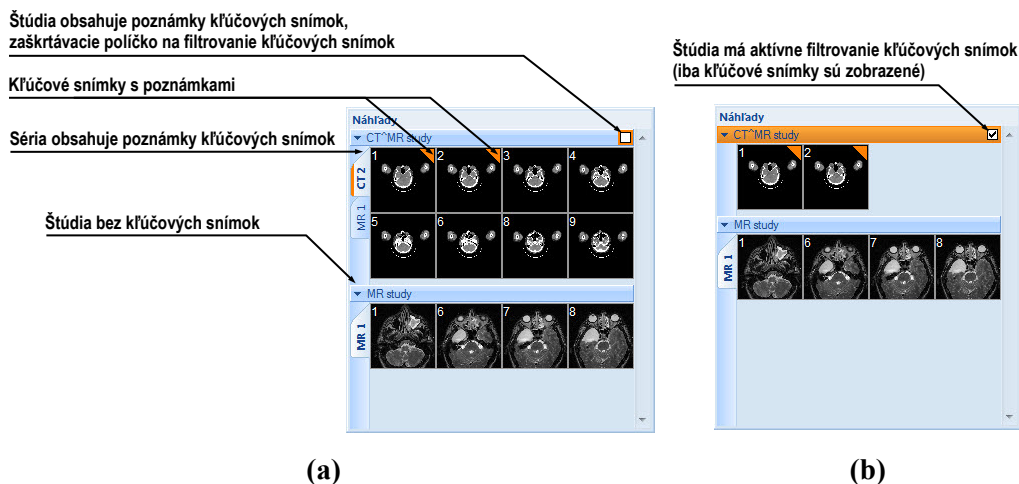 Štúdia obsahuje poznámky kľúčových snímok,
zaškrtávacie políčko na filtrovanie kľúčových snímok
Kľúčové snímky s poznámkami
Séria obsahuje poznámky kľúčových snímok
Štúdia bez kľúčových snímok
Náhľady
CT^MR study
CT 2
MR 1
1 2 3 4
5 6 8 9
MR study
MR 1
1 6 7 8
(a)
Štúdia má aktívne filtrovanie kľúčových snímok
(iba kľúčové snímky sú zobrazené)
Náhľady
CT^MR study
1 2
MR study
MR 1
1 6 7 8
(b)